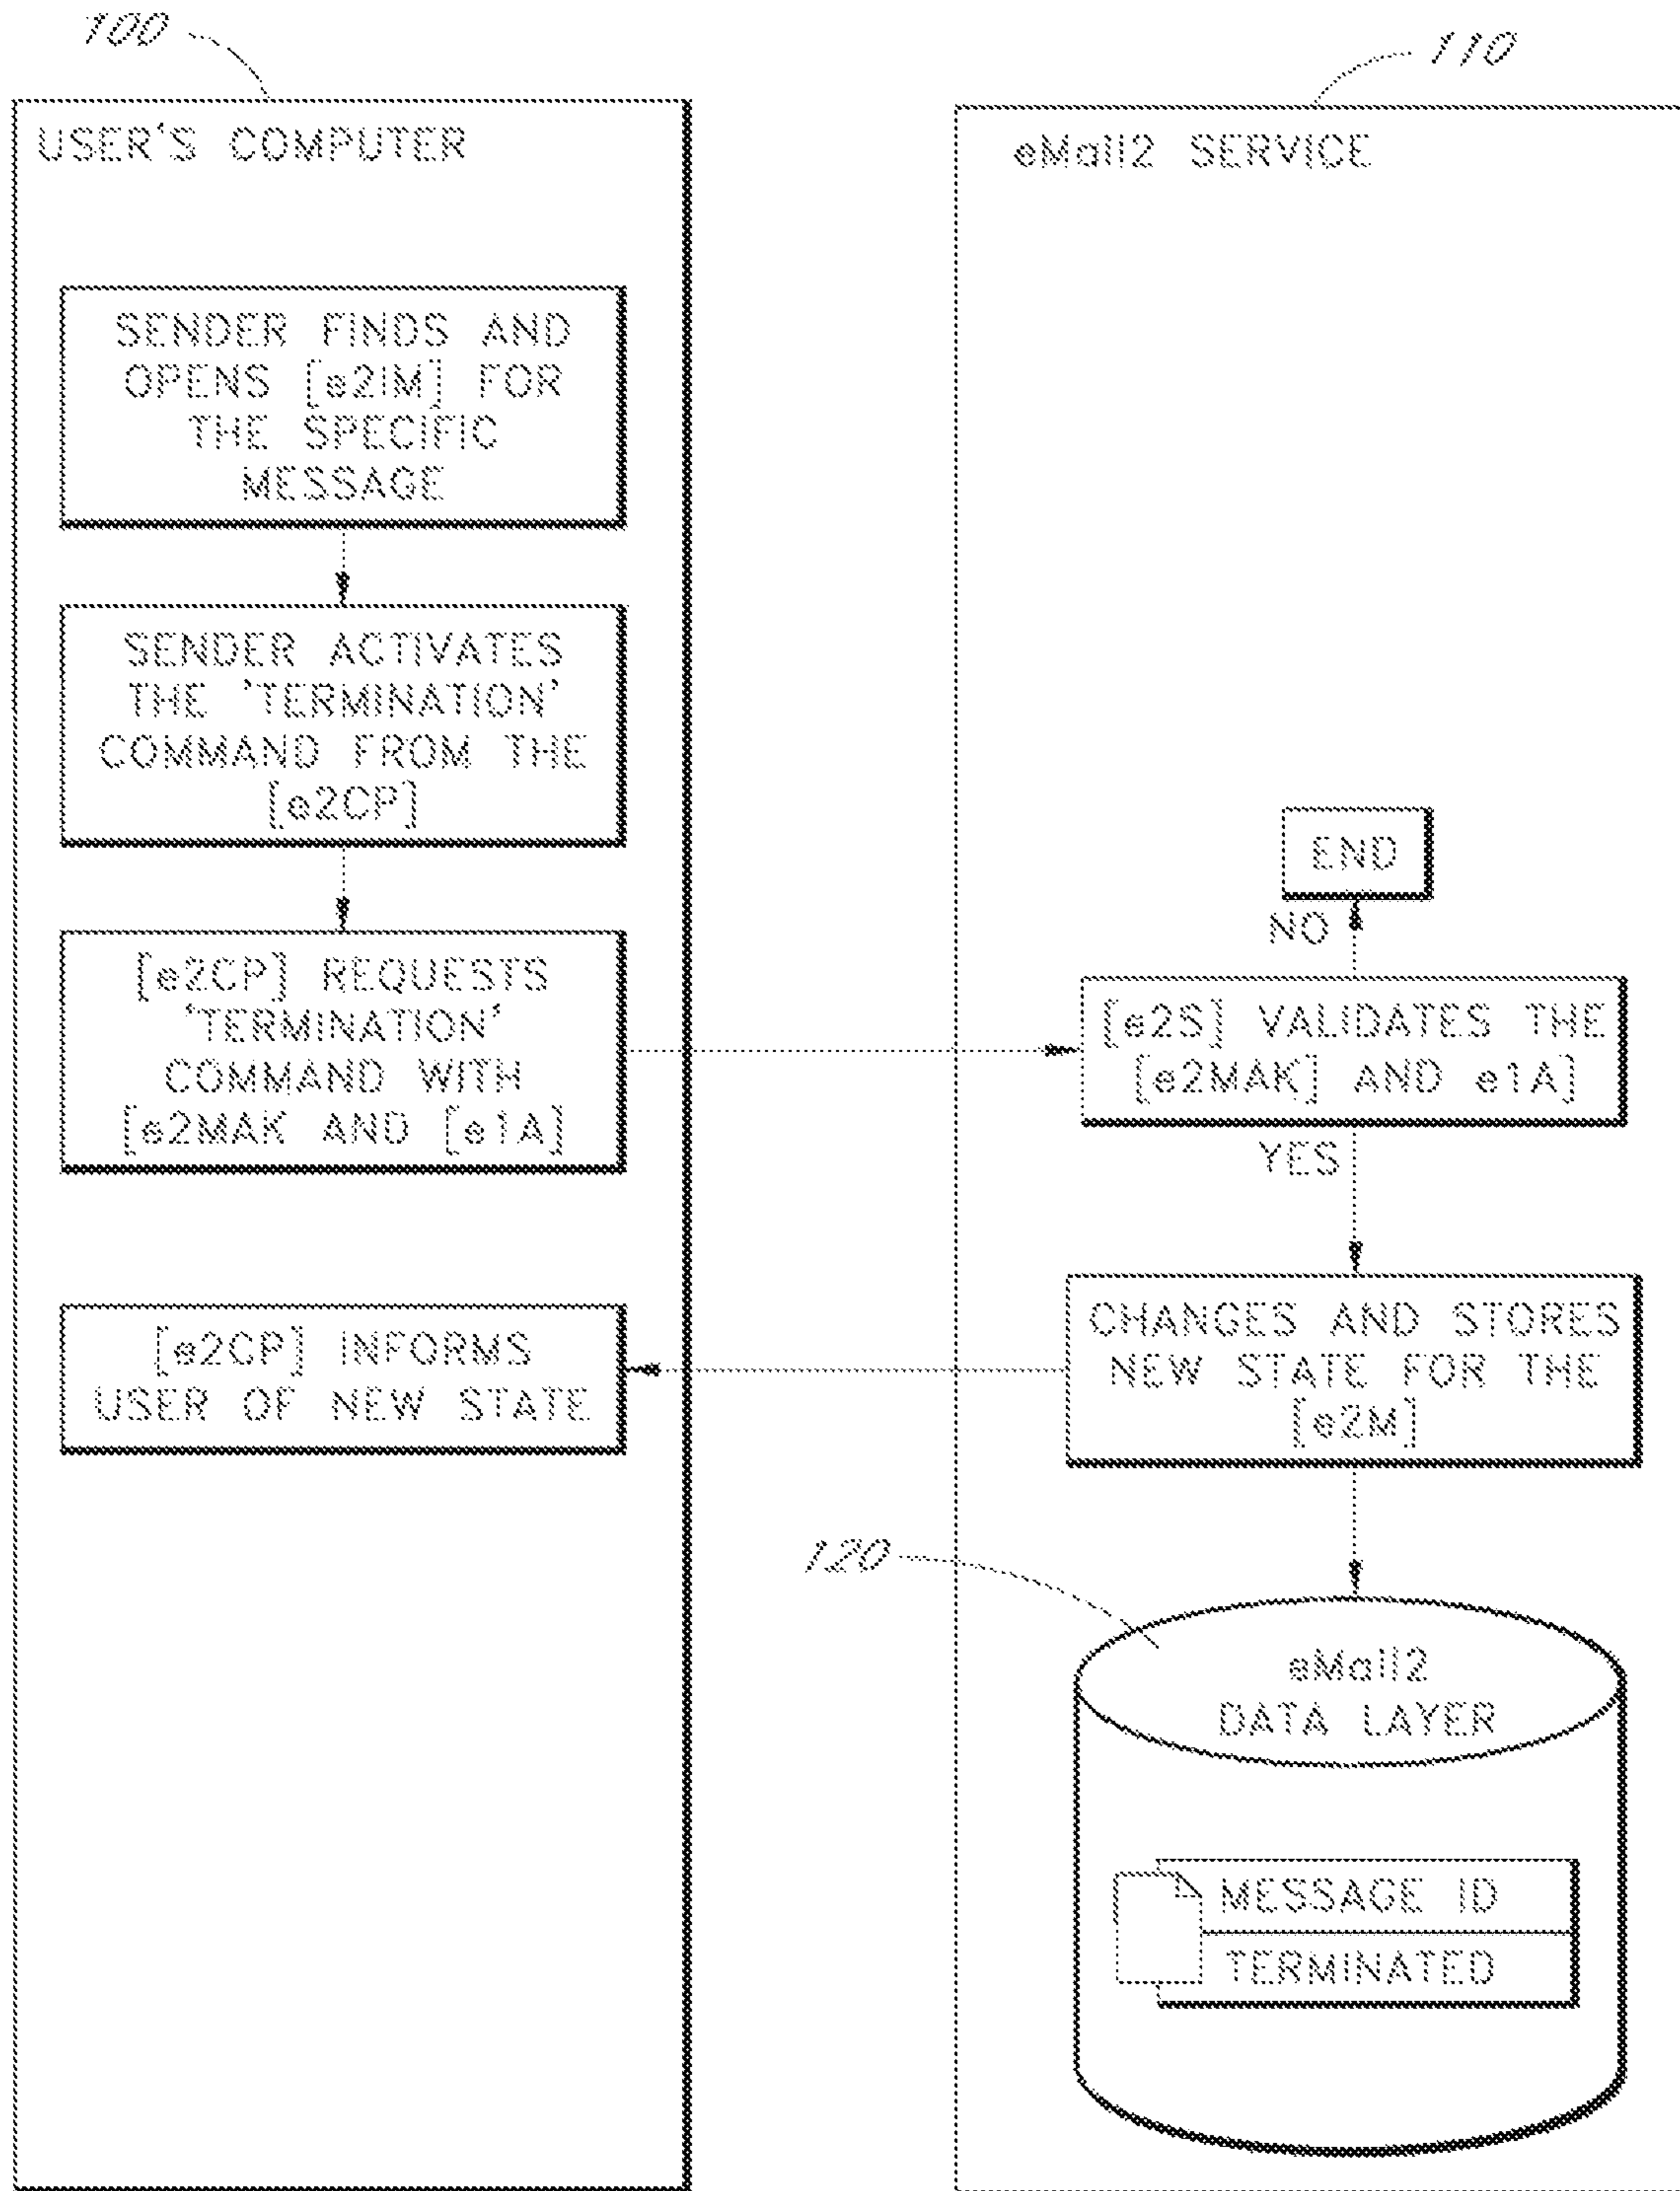 100
110
USER'S COMPUTER
eMail2 SERVICE
SENDER FINDS AND
OPENS [e2IM] FOR
THE SPECIFIC
MESSAGE
SENDER ACTIVATES
THE 'TERMINATION'
COMMAND FROM THE
[e2CP]
[e2CP] REQUESTS
'TERMINATION'
COMMAND WITH
[e2MAK AND [e1A]
[e2CP] INFORMS
USER OF NEW STATE
END
NO
[e2S] VALIDATES THE
[e2MAK] AND e1A]
YES
CHANGES AND STORES
NEW STATE FOR THE
[e2M]
120
eMail2
DATA LAYER
MESSAGE ID
TERMINATED